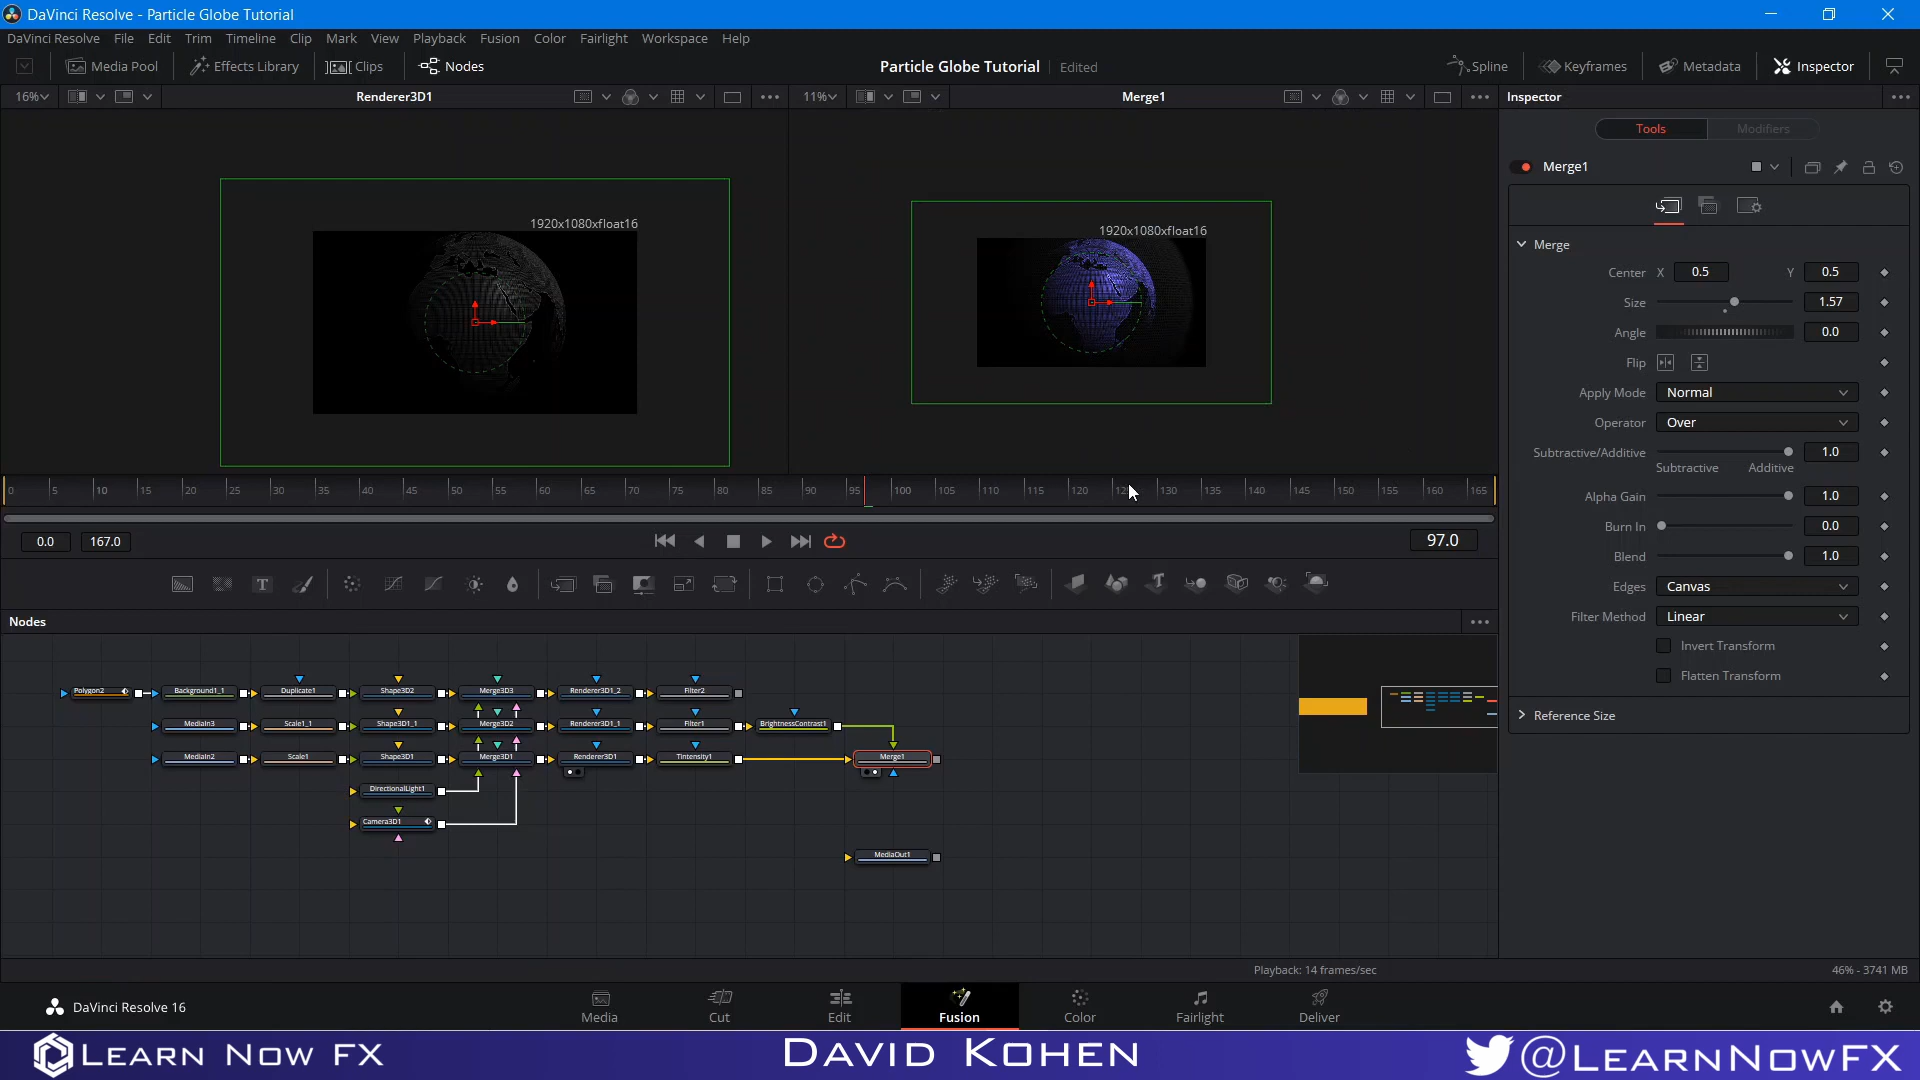 DaVinci Resolve - Particle Globe Tutorial
DaVinci Resolve File Edit Trim Timeline Clip Mark View Playback Fusion Color Fairlight Workspace Help
Media Pool Effects Library Clips Nodes Particle Globe Tutorial Edited Spline Keyframes Metadata Inspector
16% Renderer3D1 11% Merge1 Inspector
Tools Modifiers
Merge1
1920x1080xfloat16 1920x1080xfloat16
Merge
Center X 0.5 Y 0.5
Size 1.57
Angle 0.0
Flip
Apply Mode Normal
Operator Over
Subtractive/Additive 1.0
Subtractive Additive
0 5 10 15 20 25 30 35 40 45 50 55 60 65 70 75 80 85 90 95 100 105 110 115 120 130 135 140 145 150 155 160 165
Alpha Gain 1.0
Burn In 0.0
0.0 167.0 97.0
Blend 1.0
Edges Canvas
Filter Method Linear
Nodes
Invert Transform
Flatten Transform
Polygon2 Background1_1 Duplicate1 Shape3D2 Merge3D3 Renderer3D1_2 Filter2
Reference Size
MediaIn3 Scale1_1 Shape3D1_1 Merge3D2 Renderer3D1_1 Filter1 BrightnessContrast1
MediaIn2 Scale1 Shape3D1 Merge3D1 Renderer3D1 TIntensity1 Merge1
DirectionalLight1
Camera3D1
MediaOut1
Playback: 14 frames/sec 46% - 3741 MB
DaVinci Resolve 16 Media Cut Edit Fusion Color Fairlight Deliver
Learn Now FX David Kohen @LearnNowFX